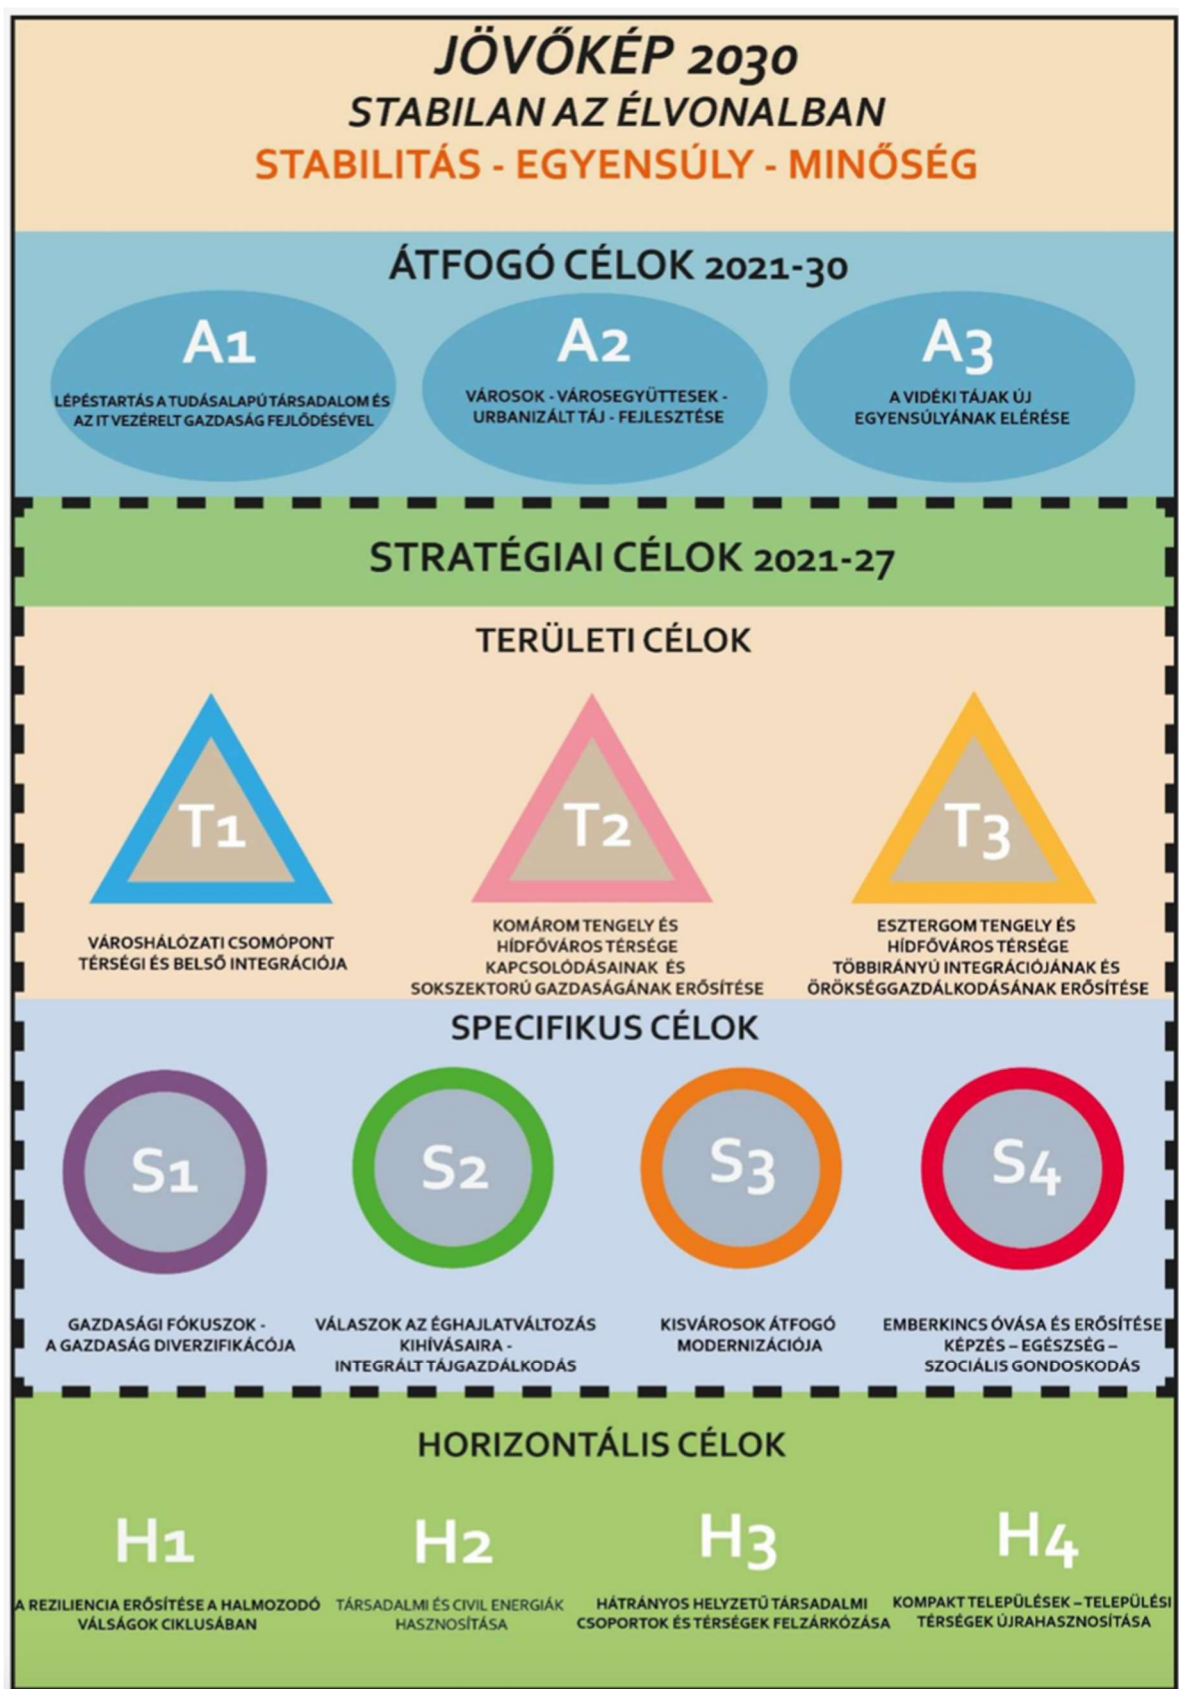 JÖVŐKÉP 2030
STABILAN AZ ÉLVONALBAN
STABILITÁS - EGYENSÚLY - MINŐSÉG
ÁTFOGÓ CÉLOK 2021-30
A1
LÉPÉSTARTÁS A TUDÁSALAPÚ TÁRSADALOM ÉS
AZ IT VEZÉRELT GAZDASÁG FEJLŐDÉSÉVEL
A2
VÁROSOK - VÁROSEGYÜTTESEK -
URBANIZÁLT TÁJ - FEJLESZTÉSE
A3
A VIDÉKI TÁJAK ÚJ
EGYENSÚLYÁNAK ELÉRÉSE
STRATÉGIAI CÉLOK 2021-27
TERÜLETI CÉLOK
T1
VÁROSHÁLÓZATI CSOMÓPONT
TÉRSÉGI ÉS BELSŐ INTEGRÁCIÓJA
T2
KOMÁROM TENGELY ÉS
HÍDFŐVÁROS TÉRSÉGE
KAPCSOLÓDÁSAINAK ÉS
SOKSZEKTORÚ GAZDASÁGÁNAK ERŐSÍTÉSE
T3
ESZTERGOM TENGELY ÉS
HÍDFŐVÁROS TÉRSÉGE
TÖBBIRÁNYÚ INTEGRÁCIÓJÁNAK ÉS
ÖRÖKSÉGGAZDÁLKODÁSÁNAK ERŐSÍTÉSE
SPECIFIKUS CÉLOK
S1
GAZDASÁGI FÓKUSZOK -
A GAZDASÁG DIVERZIFIKÁCÓJA
S2
VÁLASZOK AZ ÉGHAJLATVÁLTOZÁS
KIHÍVÁSAIRA -
INTEGRÁLT TÁJGAZDÁLKODÁS
S3
KISVÁROSOK ÁTFOGÓ
MODERNIZÁCIÓJA
S4
EMBERKINCS ÓVÁSA ÉS ERŐSÍTÉSE
KÉPZÉS – EGÉSZSÉG –
SZOCIÁLIS GONDOSKODÁS
HORIZONTÁLIS CÉLOK
H1
A REZILIENCIA ERŐSÍTÉSE A HALMOZODÓ
VÁLSÁGOK CIKLUSÁBAN
H2
TÁRSADALMI ÉS CIVIL ENERGIÁK
HASZNOSÍTÁSA
H3
HÁTRÁNYOS HELYZETŰ TÁRSADALMI
CSOPORTOK ÉS TÉRSÉGEK FELZÁRKÓZÁSA
H4
KOMPAKT TELEPÜLÉSEK – TELEPÜLÉSI
TÉRSÉGEK ÚJRAHASZNOSÍTÁSA